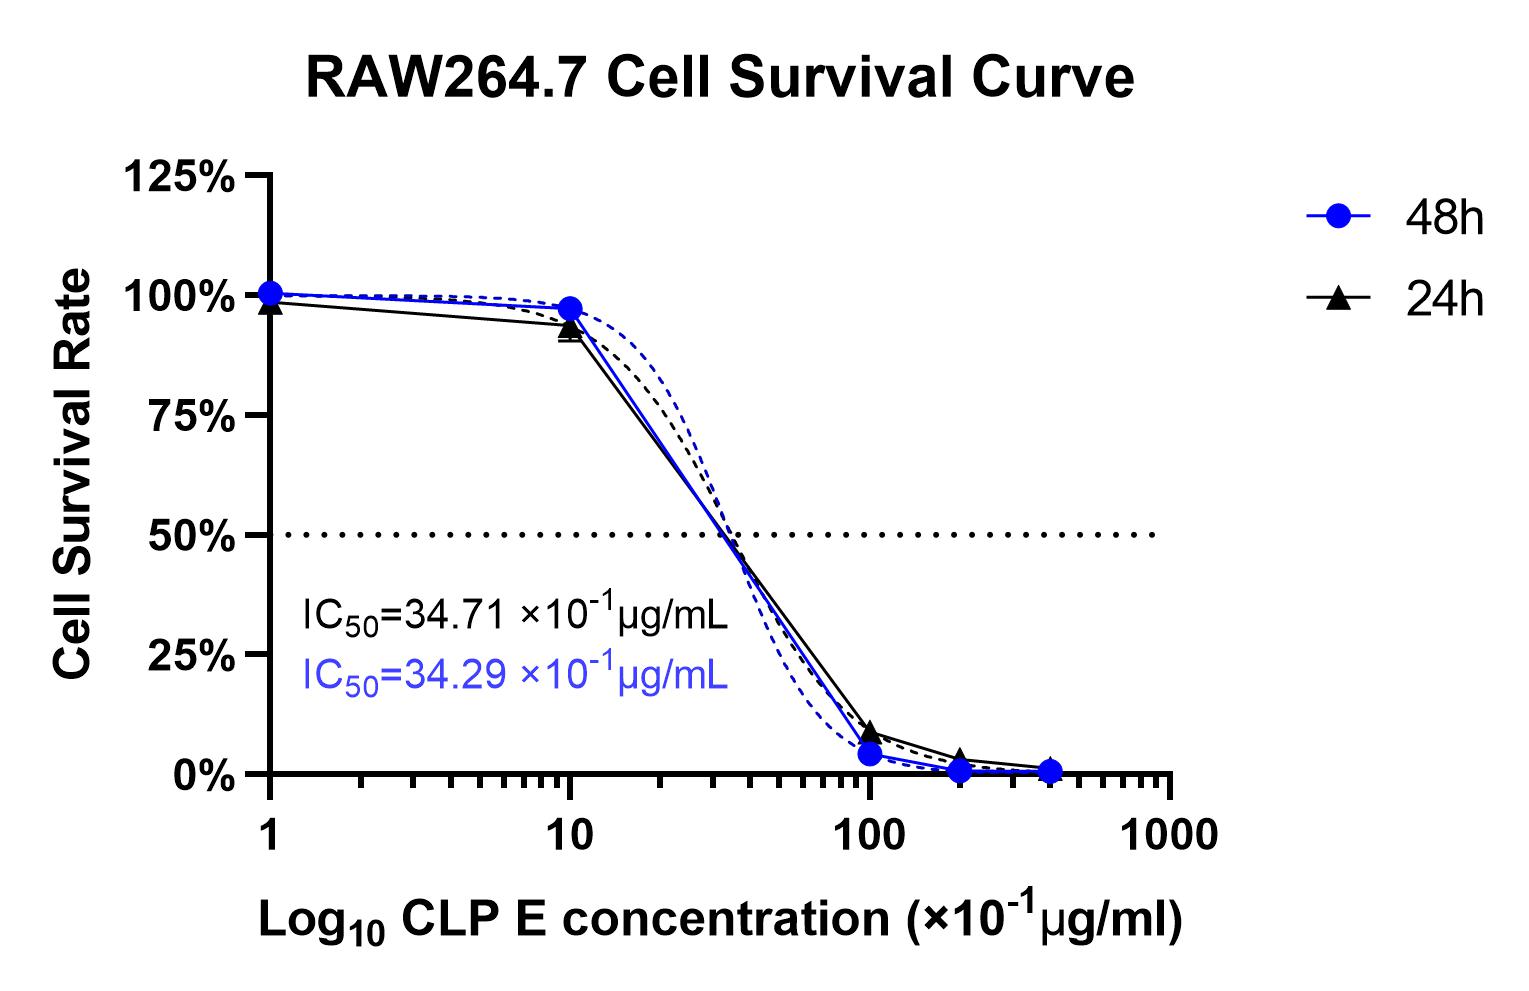 RAW264.7 Cell Survival Curve
125%
100%
75%
50%
25%
0%
Cell Survival Rate
IC₅₀=34.71 ×10⁻¹µg/mL
IC₅₀=34.29 ×10⁻¹µg/mL
1 10 100 1000
Log₁₀ CLP E concentration (×10⁻¹µg/ml)
48h
24h